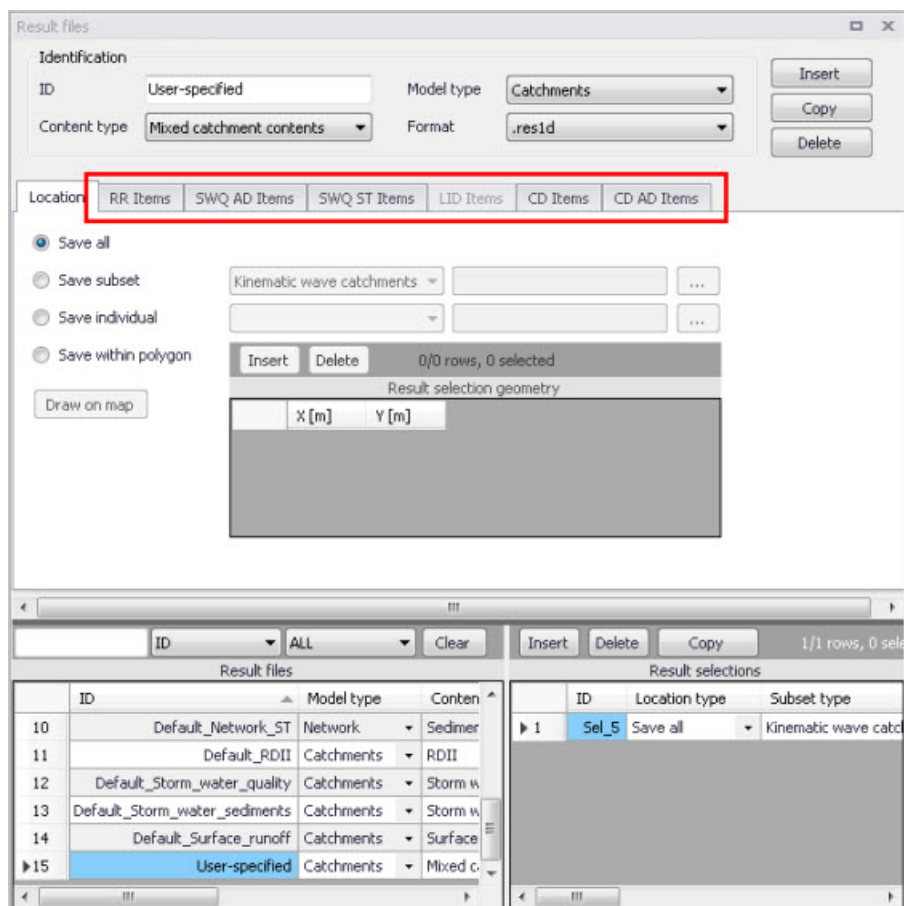 Result files
Identification
ID User-specified Model type Catchments Insert
Content type Mixed catchment contents Format .res1d Copy
Delete
Location RR Items SWQ AD Items SWQ ST Items LID Items CD Items CD AD Items
Save all
Save subset Kinematic wave catchments ...
Save individual ...
Save within polygon Insert Delete 0/0 rows, 0 selected
Draw on map Result selection geometry
X [m] Y [m]
ID ALL Clear Insert Delete Copy 1/1 rows, 0 sele
Result files Result selections
ID Model type Conten ID Location type Subset type
10 Default_Network_ST Network Sedimer 1 Sel_5 Save all Kinematic wave catcl
11 Default_RDII Catchments RDII
12 Default_Storm_water_quality Catchments Storm w
13 Default_Storm_water_sediments Catchments Storm w
14 Default_Surface_runoff Catchments Surface
15 User-specified Catchments Mixed c